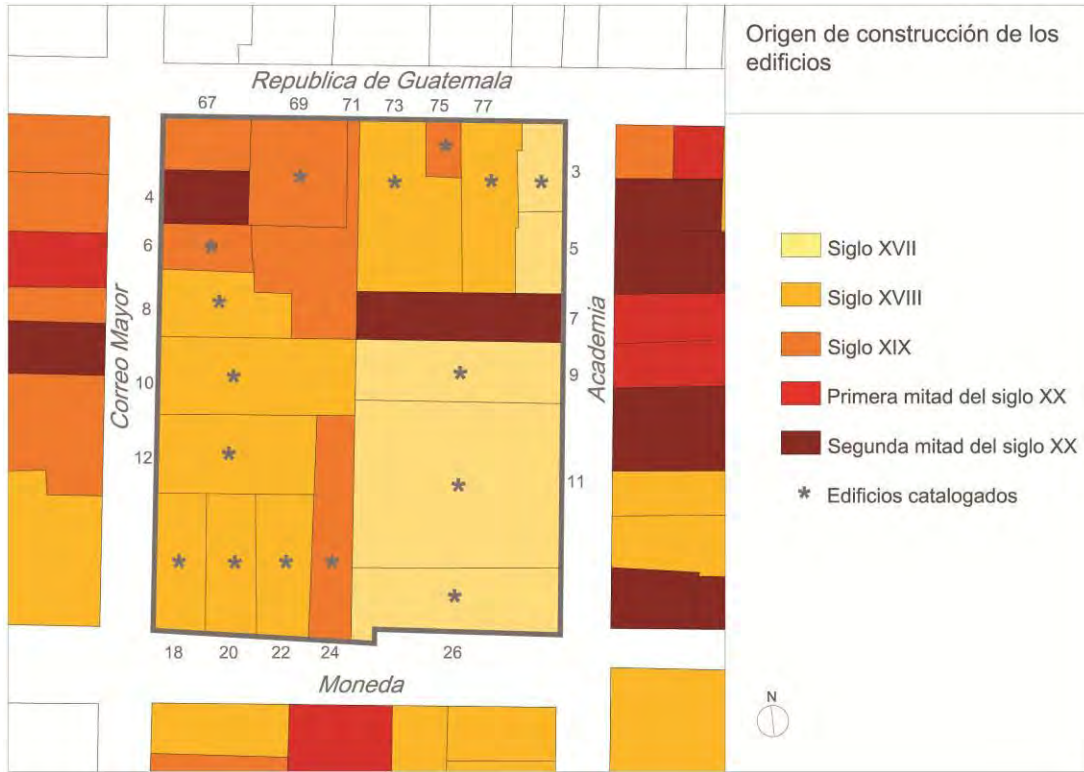 Origen de construcción de los
edificios
Republica de Guatemala
67 69 71 73 75 77
4
6
8
10
12
Correo Mayor
3
5
7
9
11
Academia
18 20 22 24 26
Moneda
Siglo XVII
Siglo XVIII
Siglo XIX
Primera mitad del siglo XX
Segunda mitad del siglo XX
* Edificios catalogados
N